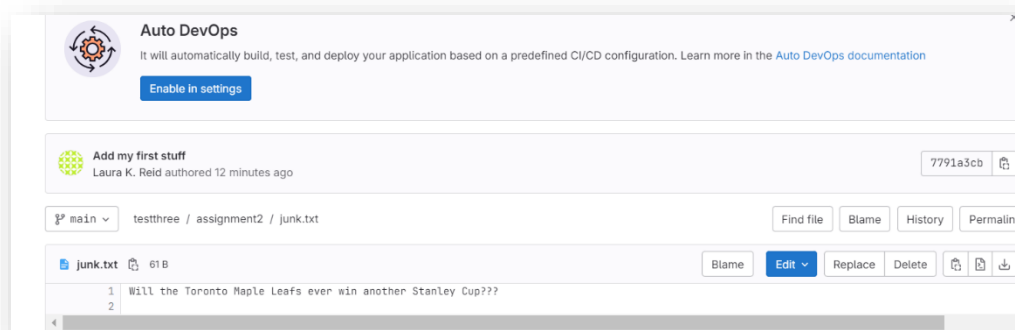 Auto DevOps
It will automatically build, test, and deploy your application based on a predefined CI/CD configuration. Learn more in the Auto DevOps documentation
Enable in settings
Add my first stuff
Laura K. Reid authored 12 minutes ago
7791a3cb
main testthree / assignment2 / junk.txt Find file Blame History Permalin
junk.txt 61 B Blame Edit Replace Delete
1 Will the Toronto Maple Leafs ever win another Stanley Cup???
2